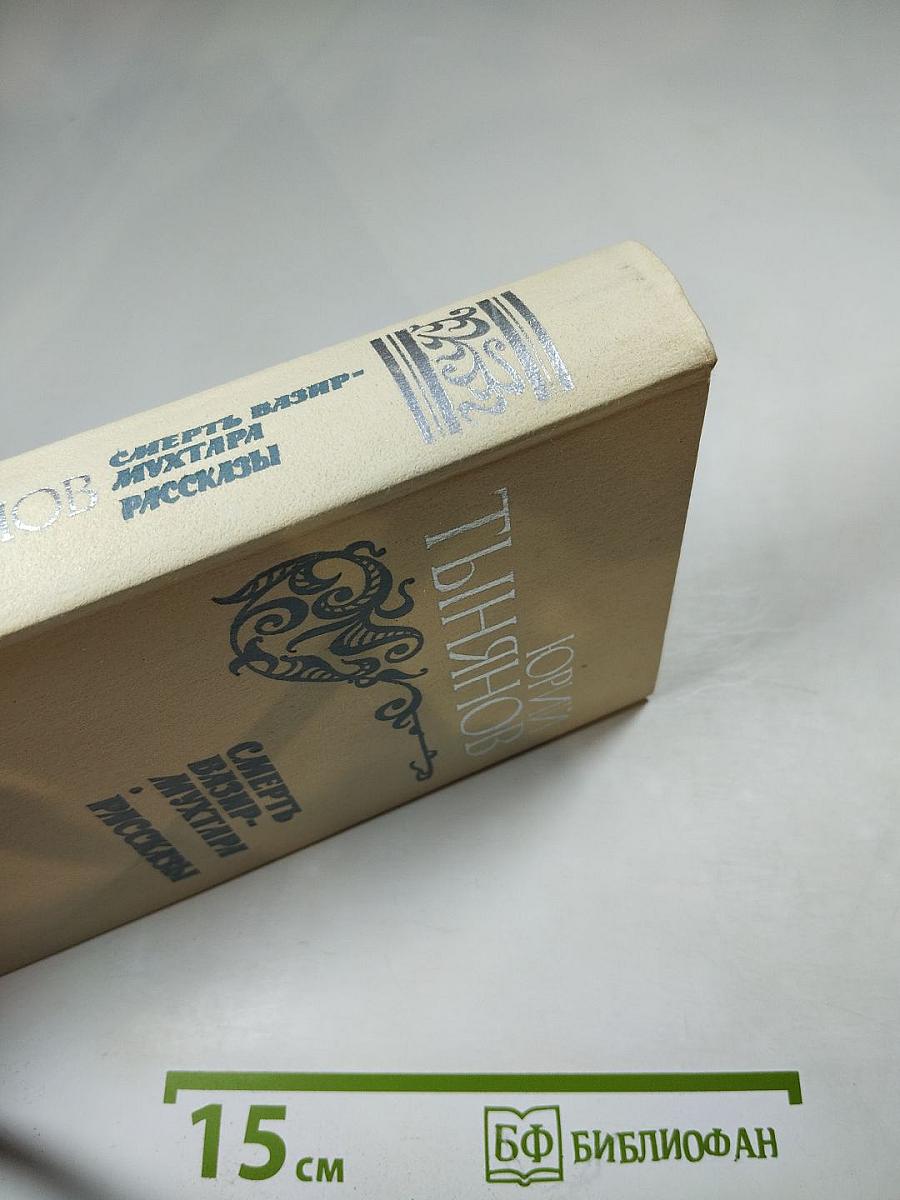 СМЕРТЬ ВАЗИР-
МУХТАРА
РАССКАЗЫ
ЮРИЙ
ТЫНЯНОВ
СМЕРТЬ
ВАЗИР-
МУХТАРА
•
РАССКАЗЫ
15 см
БФ БИБЛИОФАН